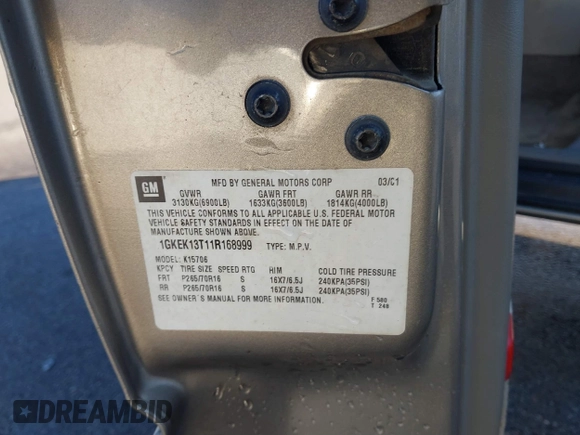 GM
MFD BY GENERAL MOTORS CORP 03/C1
GVWR GAWR FRT GAWR RR
3130KG(6900LB) 1633KG(3600LB) 1814KG(4000LB)
THIS VEHICLE CONFORMS TO ALL APPLICABLE U.S. FEDERAL MOTOR
VEHICLE SAFETY STANDARDS IN EFFECT ON THE DATE OF
MANUFACTURE SHOWN ABOVE.
1GKEK13T11R168999 TYPE: M.P.V.
MODEL: K15706
KPCY TIRE SIZE SPEED RTG HIM COLD TIRE PRESSURE
FRT P265/70R16 S 16X7/6.5J 240KPA(35PSI)
RR P265/70R16 S 16X7/6.5J 240KPA(35PSI)
SEE OWNER'S MANUAL FOR MORE INFORMATION.
F 580
T 248
DREAMBID